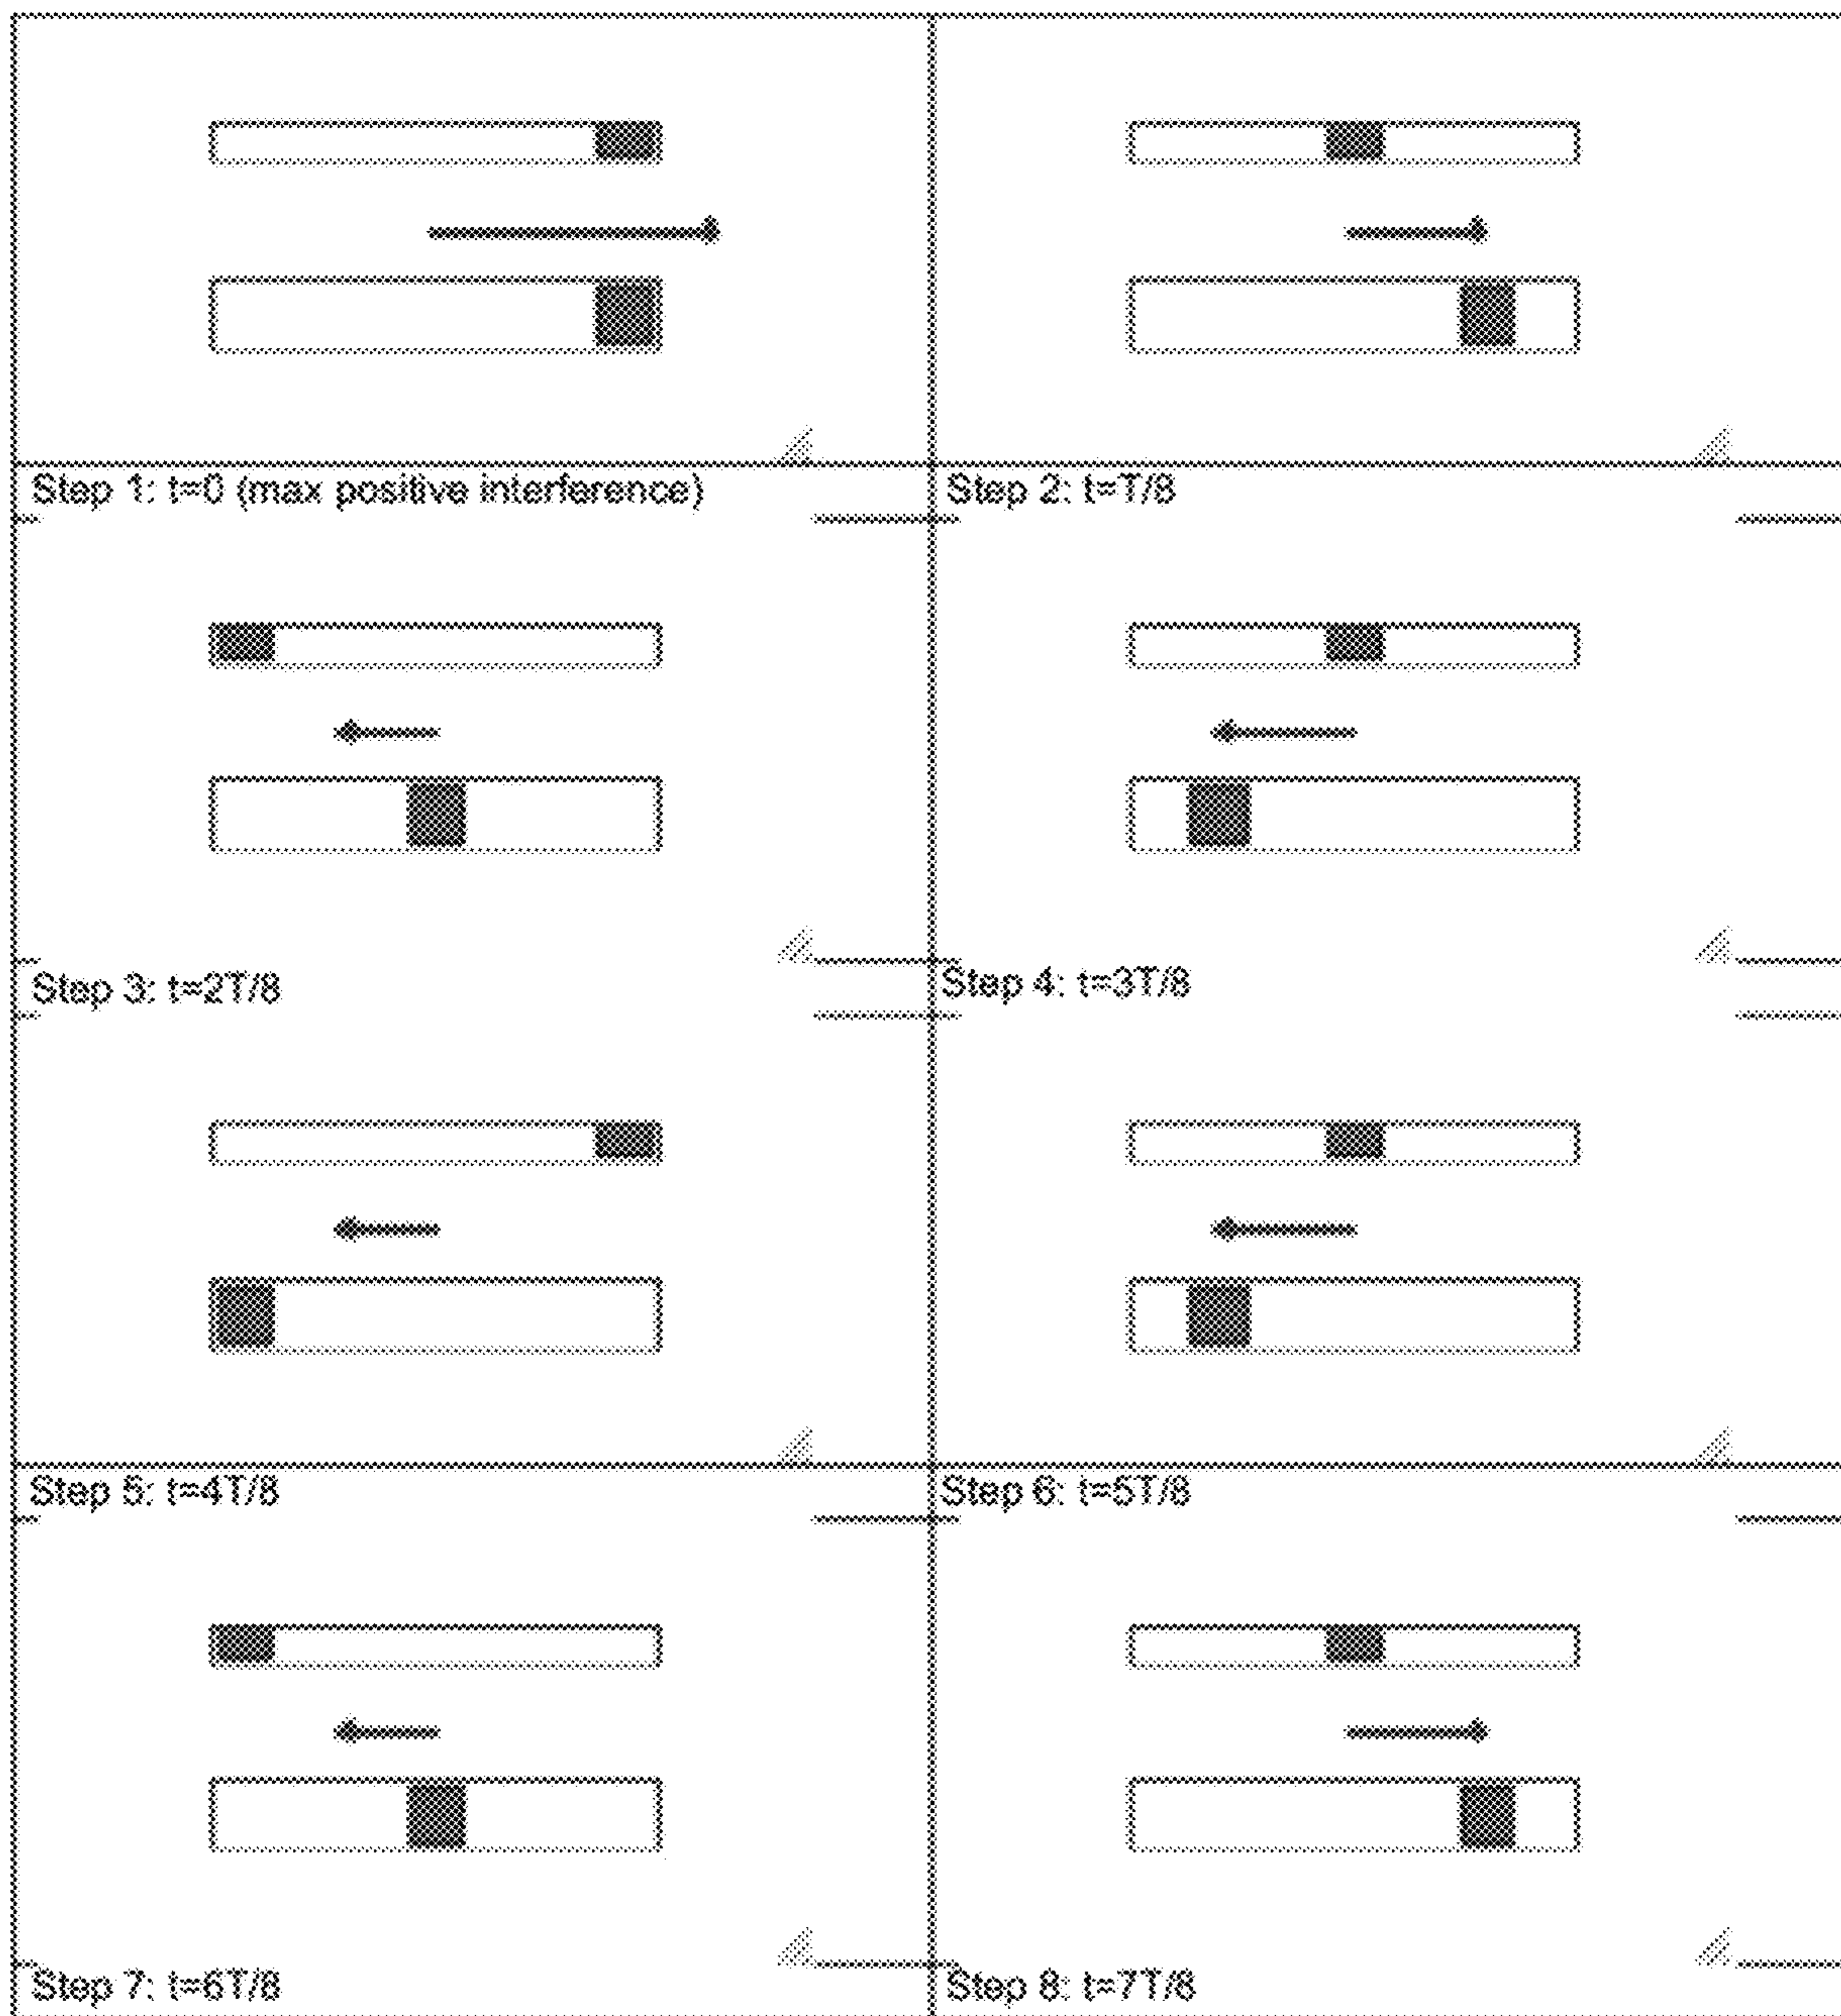 Step 1: t=0 (max positive interference)
Step 2: t=T/8
Step 3: t=2T/8
Step 4: t=3T/8
Step 5: t=4T/8
Step 6: t=5T/8
Step 7: t=6T/8
Step 8: t=7T/8